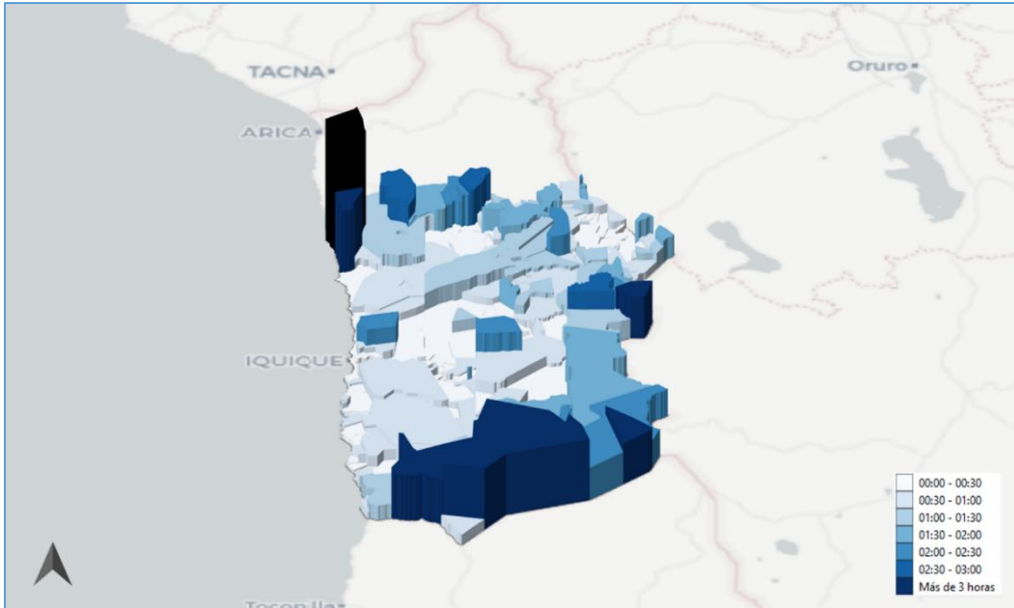 TACNA
Oruro
ARICA
IQUIQUE
00:00 - 00:30
00:30 - 01:00
01:00 - 01:30
01:30 - 02:00
02:00 - 02:30
02:30 - 03:00
Más de 3 horas